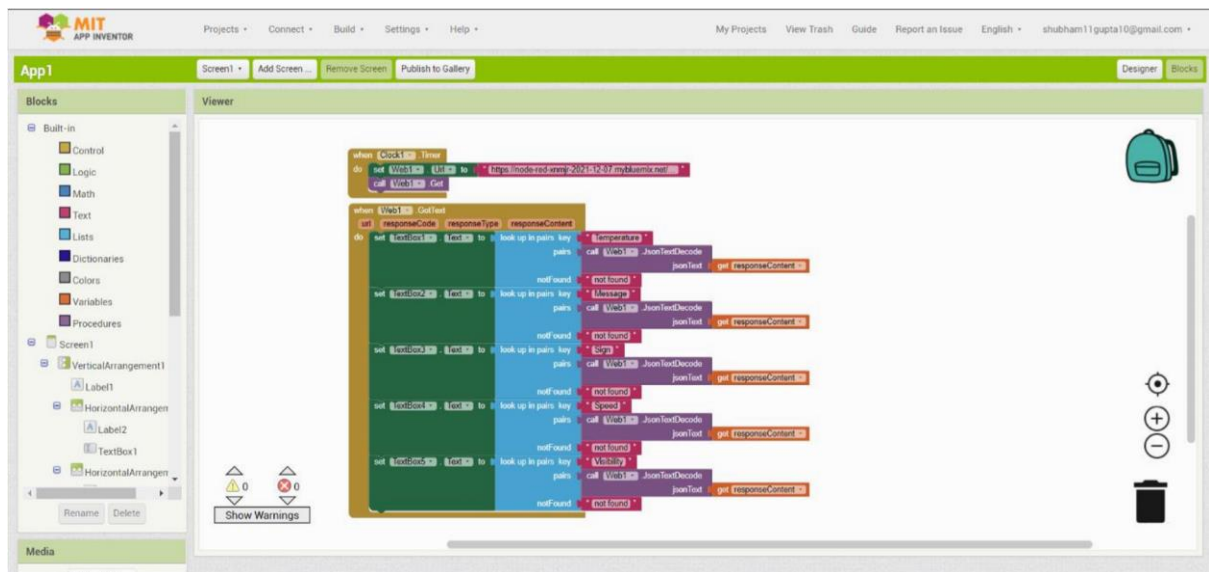 MIT
APP INVENTOR
Projects Connect Build Settings Help My Projects View Trash Guide Report an Issue English shubham11gupta10@gmail.com
App1 Screen1 Add Screen ... Remove Screen Publish to Gallery Designer Blocks
Blocks Viewer
Built-in
Control
Logic
Math
Text
Lists
Dictionaries
Colors
Variables
Procedures
Screen1
VerticalArrangement1
Label1
HorizontalArrangem
Label2
TextBox1
HorizontalArrangem
Rename Delete
Media
when Clock1 .Timer
do set Web1 . Url to "
call Web1 .Get
when Web1 .GotText
url responseCode responseType responseContent
do set TextBox1 . Text to look up in pairs key " Temperature "
pairs call Web1 .JsonTextDecode
jsonText get responseContent
notFound " not found "
set TextBox2 . Text to look up in pairs key " Message "
pairs call Web1 .JsonTextDecode
jsonText get responseContent
notFound " not found "
set TextBox3 . Text to look up in pairs key " Sign "
pairs call Web1 .JsonTextDecode
jsonText get responseContent
notFound " not found "
set TextBox4 . Text to look up in pairs key " Speed "
pairs call Web1 .JsonTextDecode
jsonText get responseContent
notFound " not found "
set TextBox5 . Text to look up in pairs key " Visibility "
pairs call Web1 .JsonTextDecode
jsonText get responseContent
notFound " not found "
0 0
Show Warnings